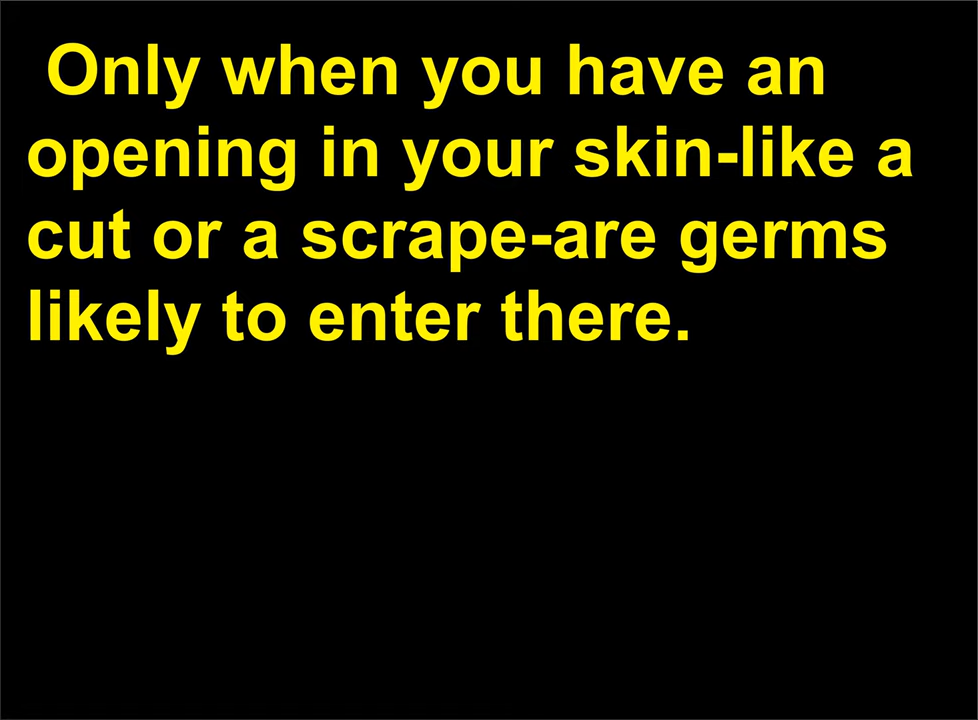 Only when you have an
opening in your skin-like a
cut or a scrape-are germs
likely to enter there.